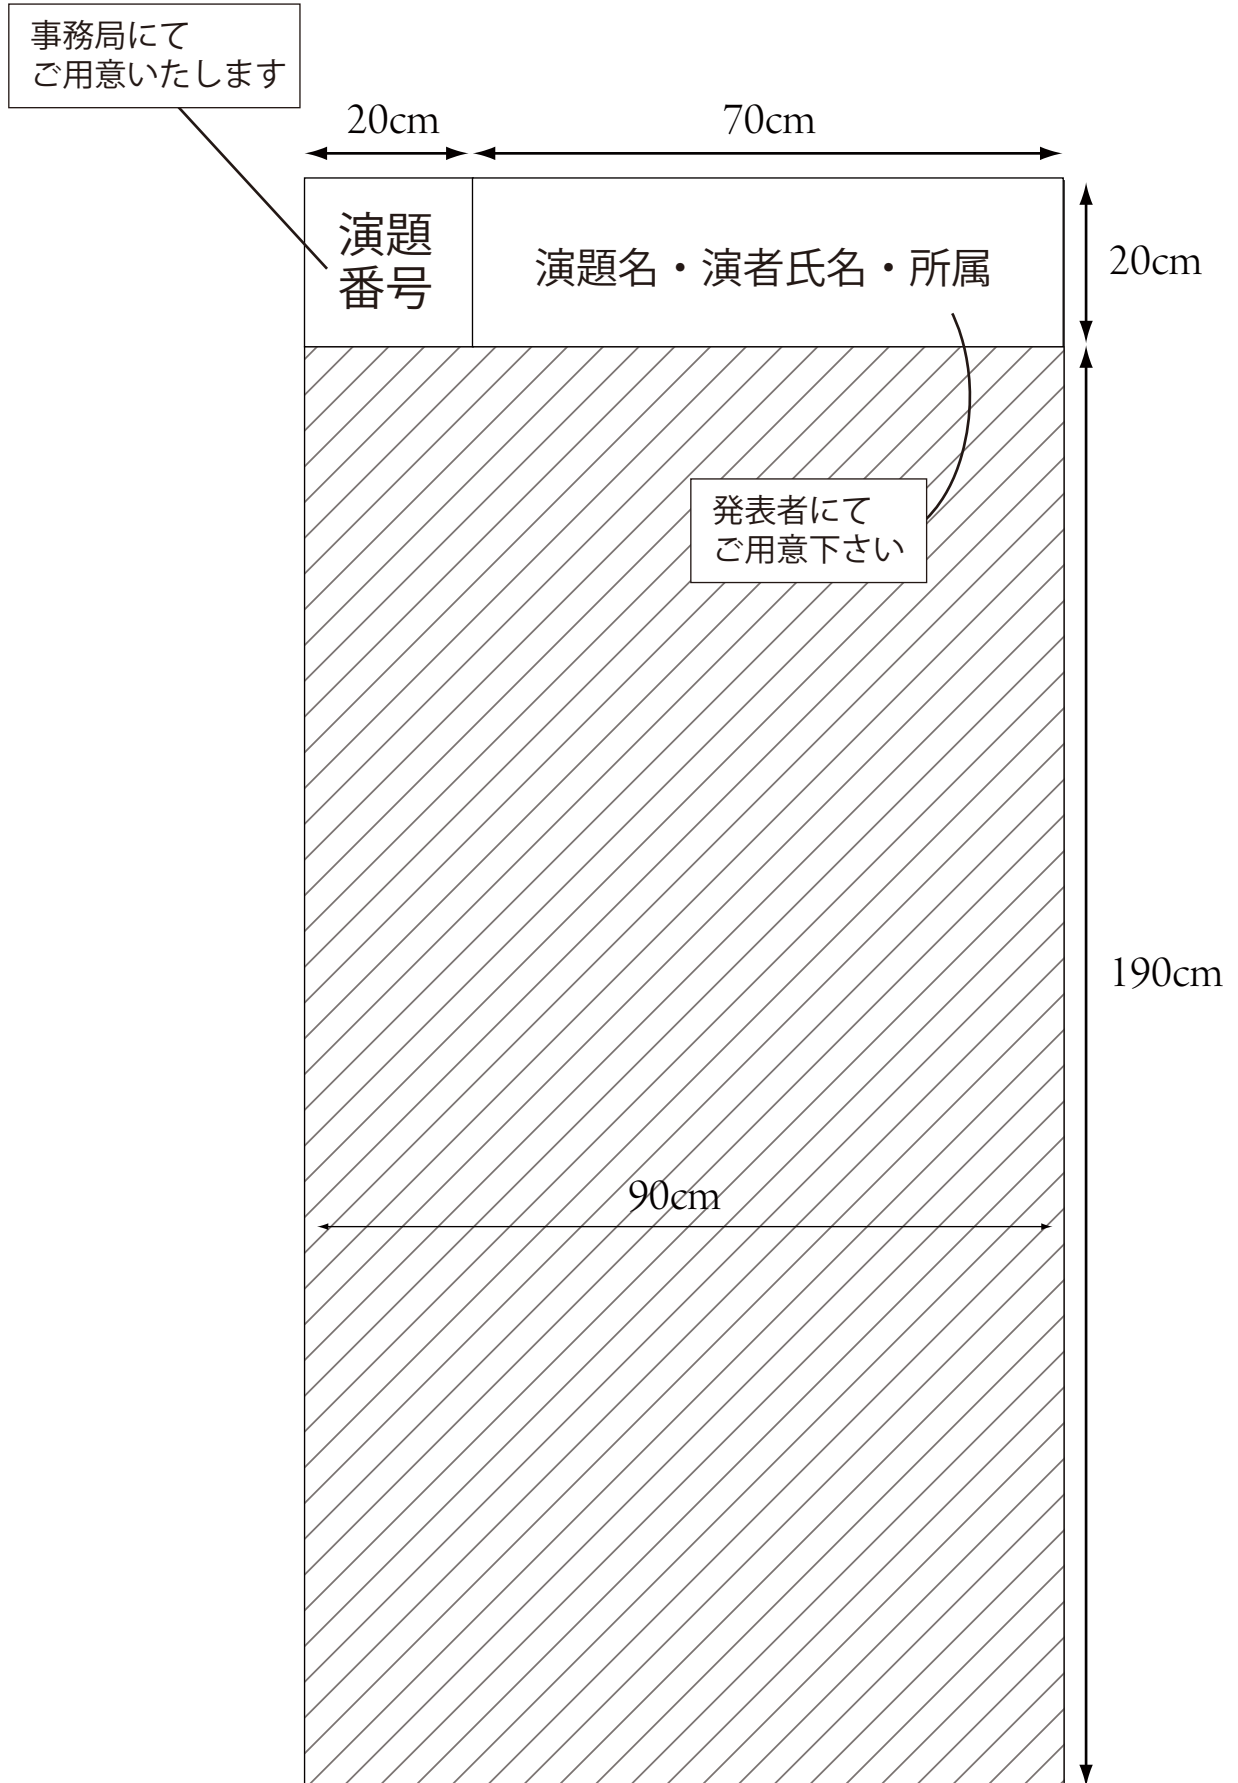 事務局にて
ご用意いたします
20cm
70cm
演題
番号
演題名・演者氏名・所属
20cm
発表者にて
ご用意下さい
190cm
90cm